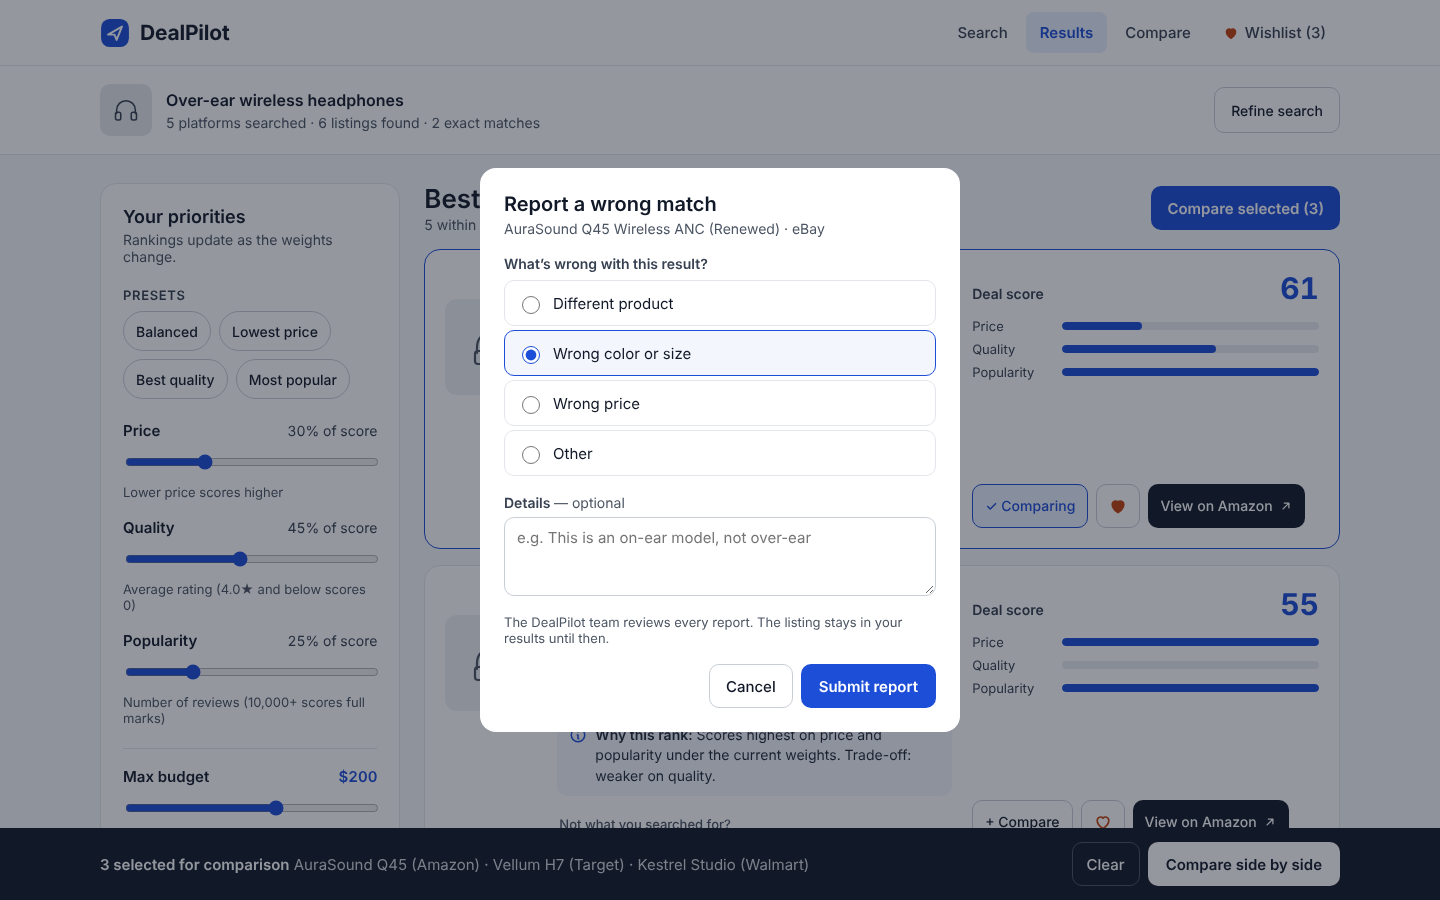 DealPilot
Search
Results
Compare
Wishlist (3)
Over-ear wireless headphones
5 platforms searched · 6 listings found · 2 exact matches
Refine search
Your priorities
Rankings update as the weights
change.
PRESETS
Balanced
Lowest price
Best quality
Most popular
Price
30% of score
Lower price scores higher
Quality
45% of score
Average rating (4.0★ and below scores
0)
Popularity
25% of score
Number of reviews (10,000+ scores full
marks)
Max budget
$200
Best
5 within
Compare selected (3)
Report a wrong match
AuraSound Q45 Wireless ANC (Renewed) · eBay
What's wrong with this result?
Different product
Wrong color or size
Wrong price
Other
Details — optional
e.g. This is an on-ear model, not over-ear
The DealPilot team reviews every report. The listing stays in your
results until then.
Cancel
Submit report
Deal score
61
Price
Quality
Popularity
✓ Comparing
View on Amazon ↗
Deal score
55
Price
Quality
Popularity
Why this rank: Scores highest on price and
popularity under the current weights. Trade-off:
weaker on quality.
Not what you searched for?
+ Compare
View on Amazon ↗
3 selected for comparison AuraSound Q45 (Amazon) · Vellum H7 (Target) · Kestrel Studio (Walmart)
Clear
Compare side by side